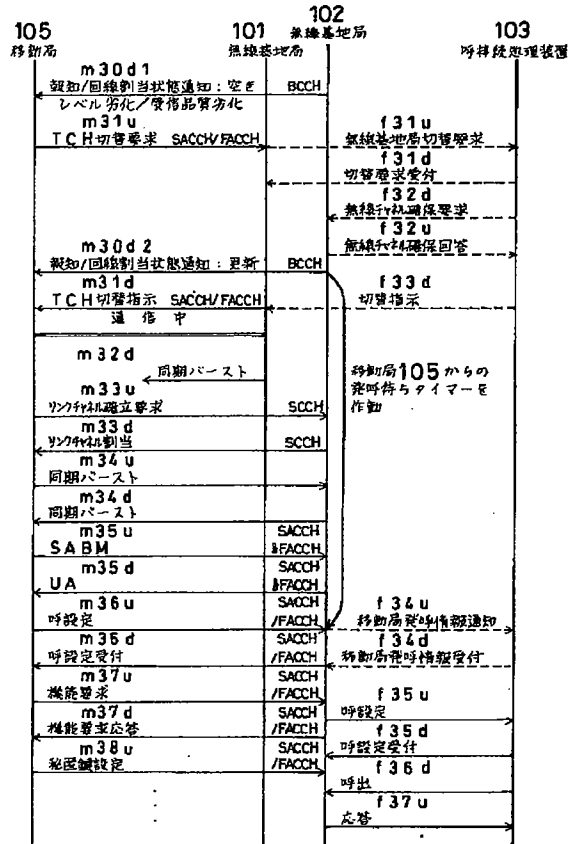 105 101 102 103
移動局 無線基地局 無線基地局 呼接続処理装置
m30d1
報知/回線割当状態通知：空き BCCH
レベル劣化/受信品質劣化
m31u f31u
TCH切替要求 SACCH/FACCH 無線基地局切替要求
f31d
切替要求受付
f32d
無線チャネル確保要求
f32u
無線チャネル確保回答
m30d2
報知/回線割当状態通知：更新 BCCH
m31d f33d
TCH切替指示 SACCH/FACCH 切替指示
通信中
m32d
同期バースト
移動局105からの
発呼待ちタイマーを
作動
m33u
リンクチャネル確立要求 SCCH
m33d
リンクチャネル割当 SCCH
m34u
同期バースト
m34d
同期バースト
m35u SACCH
SABM &FACCH
m35d SACCH
UA &FACCH
m36u SACCH f34u
呼設定 /FACCH 移動局発呼情報通知
m36d SACCH f34d
呼設定受付 /FACCH 移動局発呼情報受付
m37u SACCH
機能要求 /FACCH
f35u
呼設定
m37d SACCH
機能要求応答 /FACCH
f35d
呼設定受付
m38u SACCH
秘匿鍵設定 /FACCH
f36d
呼出
f37u
応答